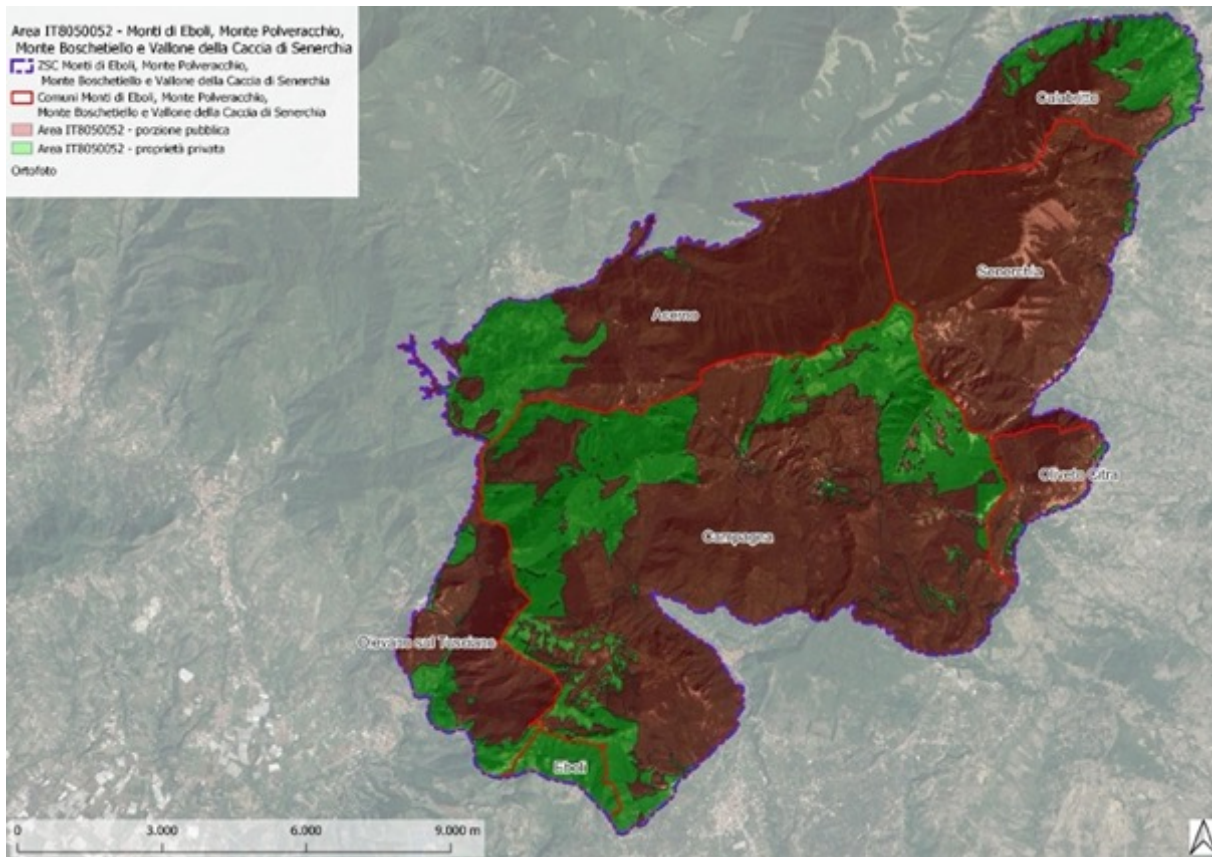 Area IT8050052 - Monti di Eboli, Monte Polveracchio,
Monte Boschetiello e Vallone della Caccia di Senerchia
ZSC Monti di Eboli, Monte Polveracchio,
Monte Boschetiello e Vallone della Caccia di Senerchia
Comuni Monti di Eboli, Monte Polveracchio,
Monte Boschetiello e Vallone della Caccia di Senerchia
Area IT8050052 - porzione pubblica
Area IT8050052 - proprietà privata
Ortofoto
Calabritto
Senerchia
Acerno
Oliveto Citra
Campagna
Olevano sul Tusciano
Eboli
0 3.000 6.000 9.000 m